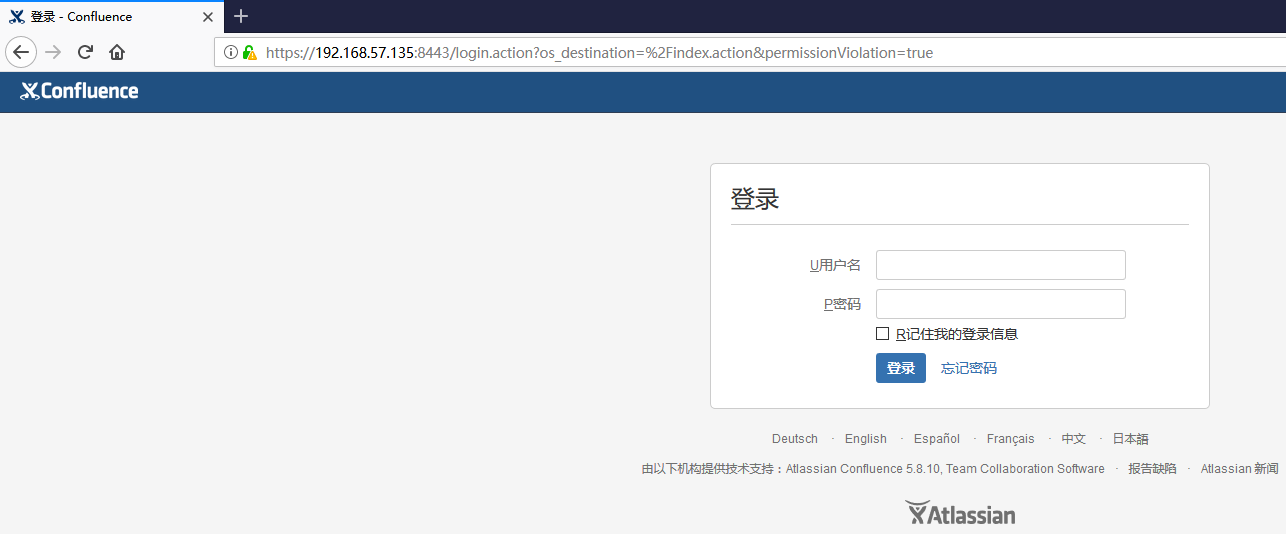 登录 - Confluence
https://192.168.57.135:8443/login.action?os_destination=%2Findex.action&permissionViolation=true
Confluence
登录
U用户名
P密码
R记住我的登录信息
登录 忘记密码
Deutsch · English · Español · Français · 中文 · 日本語
由以下机构提供技术支持：Atlassian Confluence 5.8.10, Team Collaboration Software · 报告缺陷 · Atlassian 新闻
Atlassian